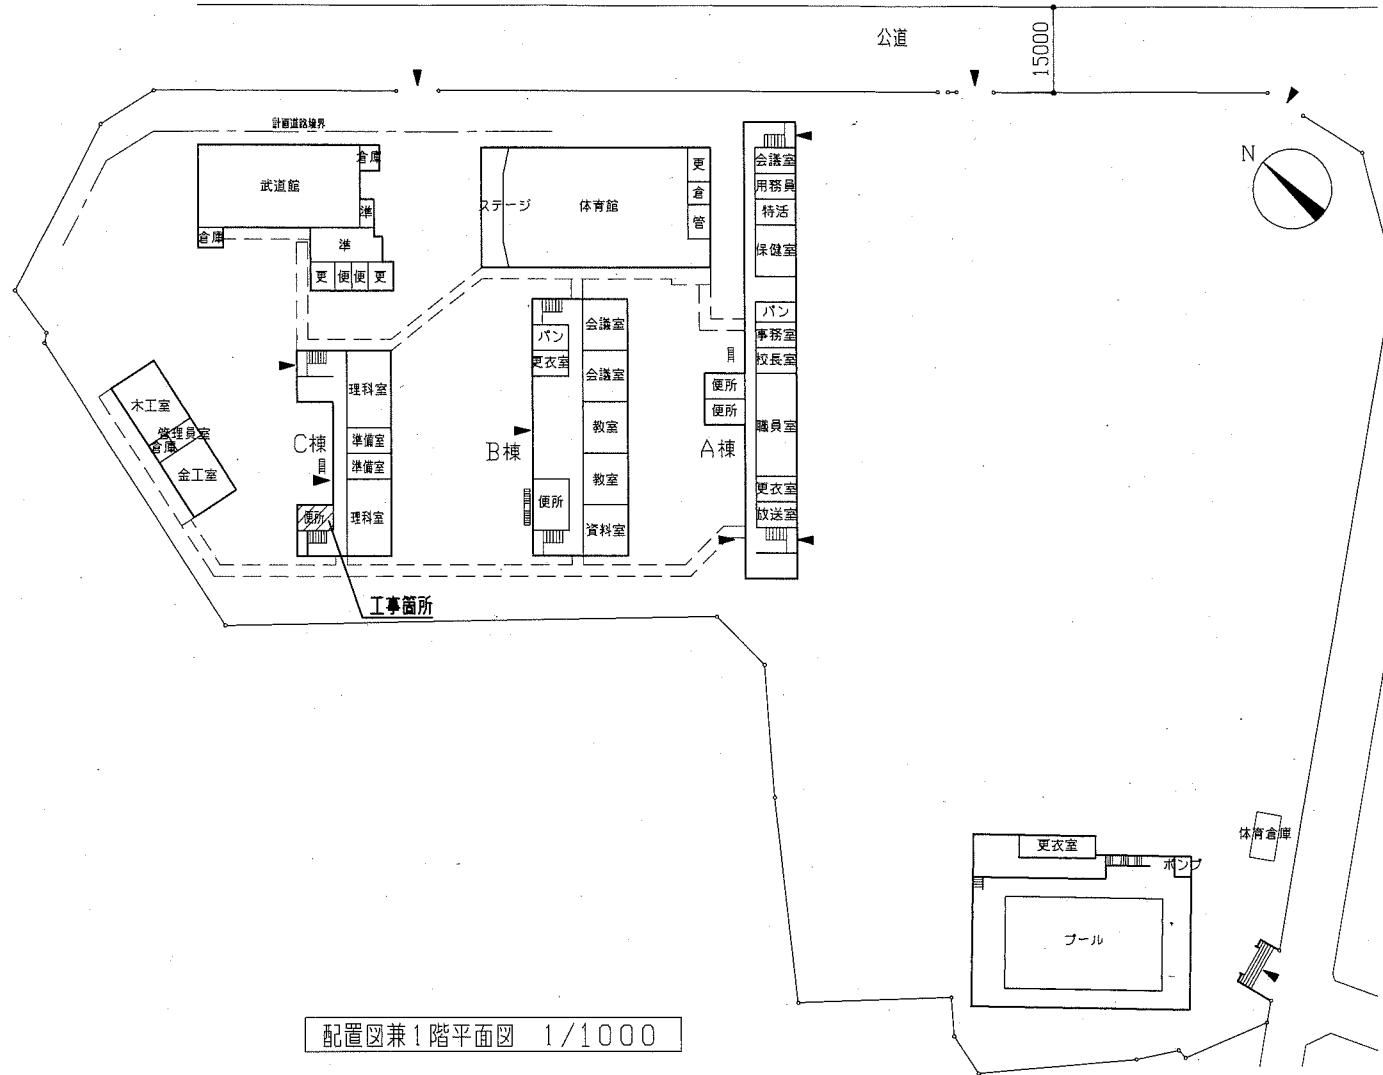 公道
15000
計画道路境界
N
倉庫
武道館
準
倉庫
準
更
便
便
更
ステージ
体育館
更
倉
管
会議室
用務員
特活
保健室
パン
事務室
校長室
便所
便所
職員室
更衣室
放送室
A棟
パン
更衣室
会議室
会議室
教室
教室
資料室
便所
B棟
理科室
準備室
準備室
理科室
便所
C棟
木工室
管理員室
倉庫
金工室
工事箇所
体育倉庫
更衣室
ポンプ
プール
配置図兼1階平面図 1/1000